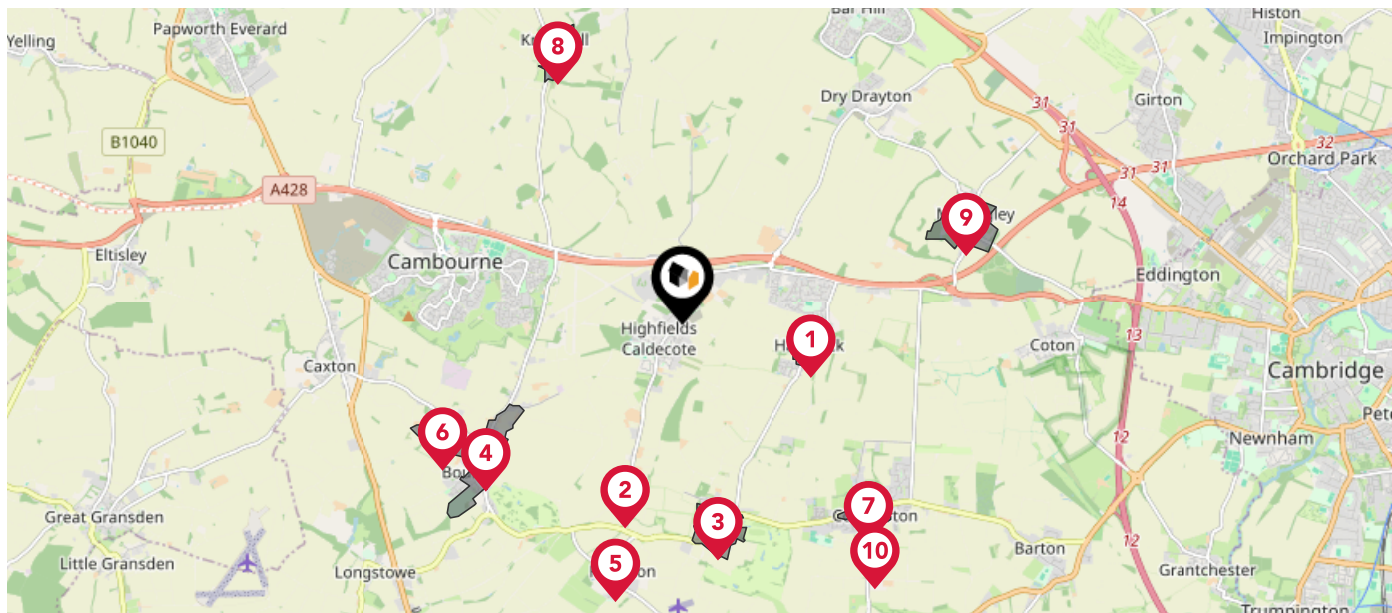 Bar Hill
Histon
Papworth Everard
Impington
Yelling
8
Dry Drayton
31
Girton
31
B1040
32
Orchard Park
31
31
A428
14
9
Eltisley
Cambourne
Eddington
Highfields
Caldecote
13
1
Coton
Caxton
Cambridge
6
4
12
Newnham
2
7
3
Great Gransden
12
10
Barton
5
Little Gransden
Longstowe
Grantchester
Trumpington